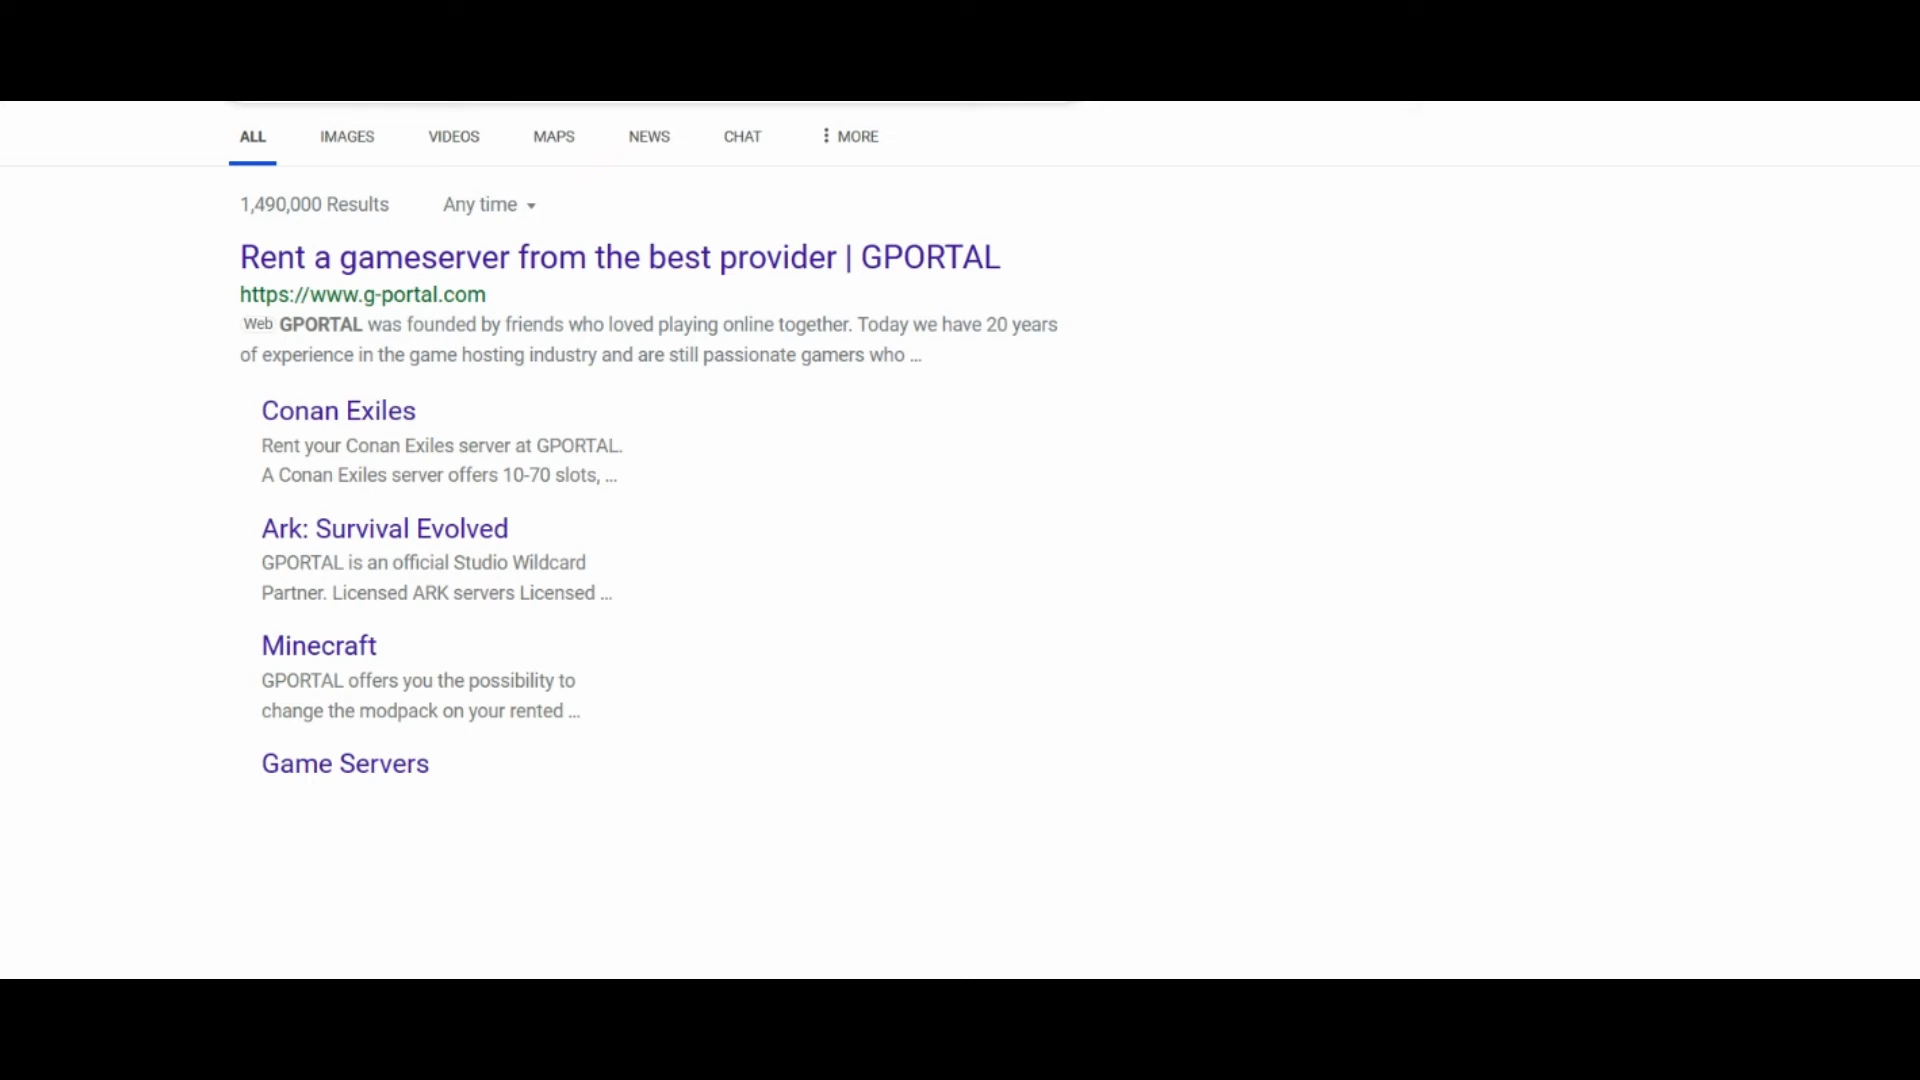 ALL IMAGES VIDEOS MAPS NEWS CHAT MORE
1,490,000 Results Any time
Rent a gameserver from the best provider | GPORTAL
https://www.g-portal.com
Web GPORTAL was founded by friends who loved playing online together. Today we have 20 years
of experience in the game hosting industry and are still passionate gamers who ...
Conan Exiles
Rent your Conan Exiles server at GPORTAL.
A Conan Exiles server offers 10-70 slots, ...
Ark: Survival Evolved
GPORTAL is an official Studio Wildcard
Partner. Licensed ARK servers Licensed ...
Minecraft
GPORTAL offers you the possibility to
change the modpack on your rented ...
Game Servers